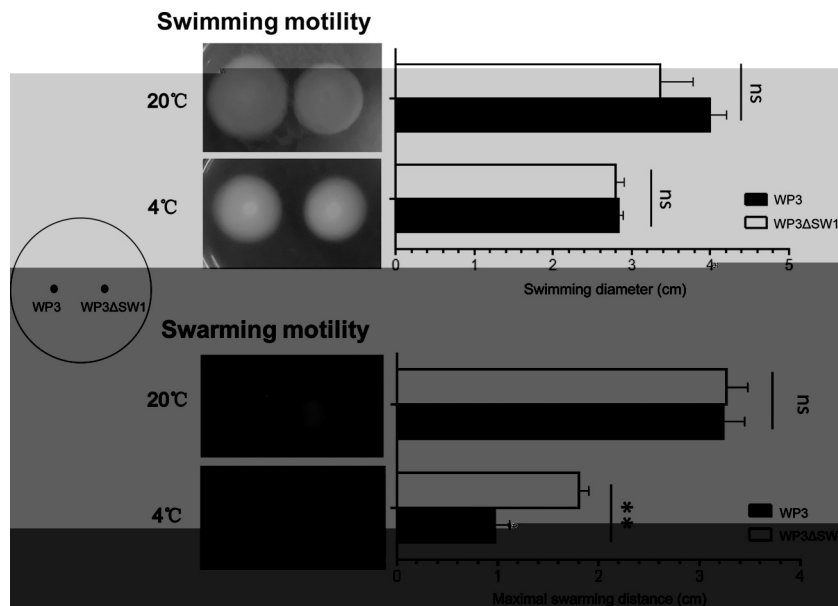 Swimming motility
20℃
ns
4℃
ns
WP3
WP3ΔSW1
0 1 2 3 4 5
Swimming diameter (cm)
WP3 WP3ΔSW1
Swarming motility
20℃
ns
4℃
**
WP3
WP3ΔSW1
0 1 2 3 4
Maximal swarming distance (cm)